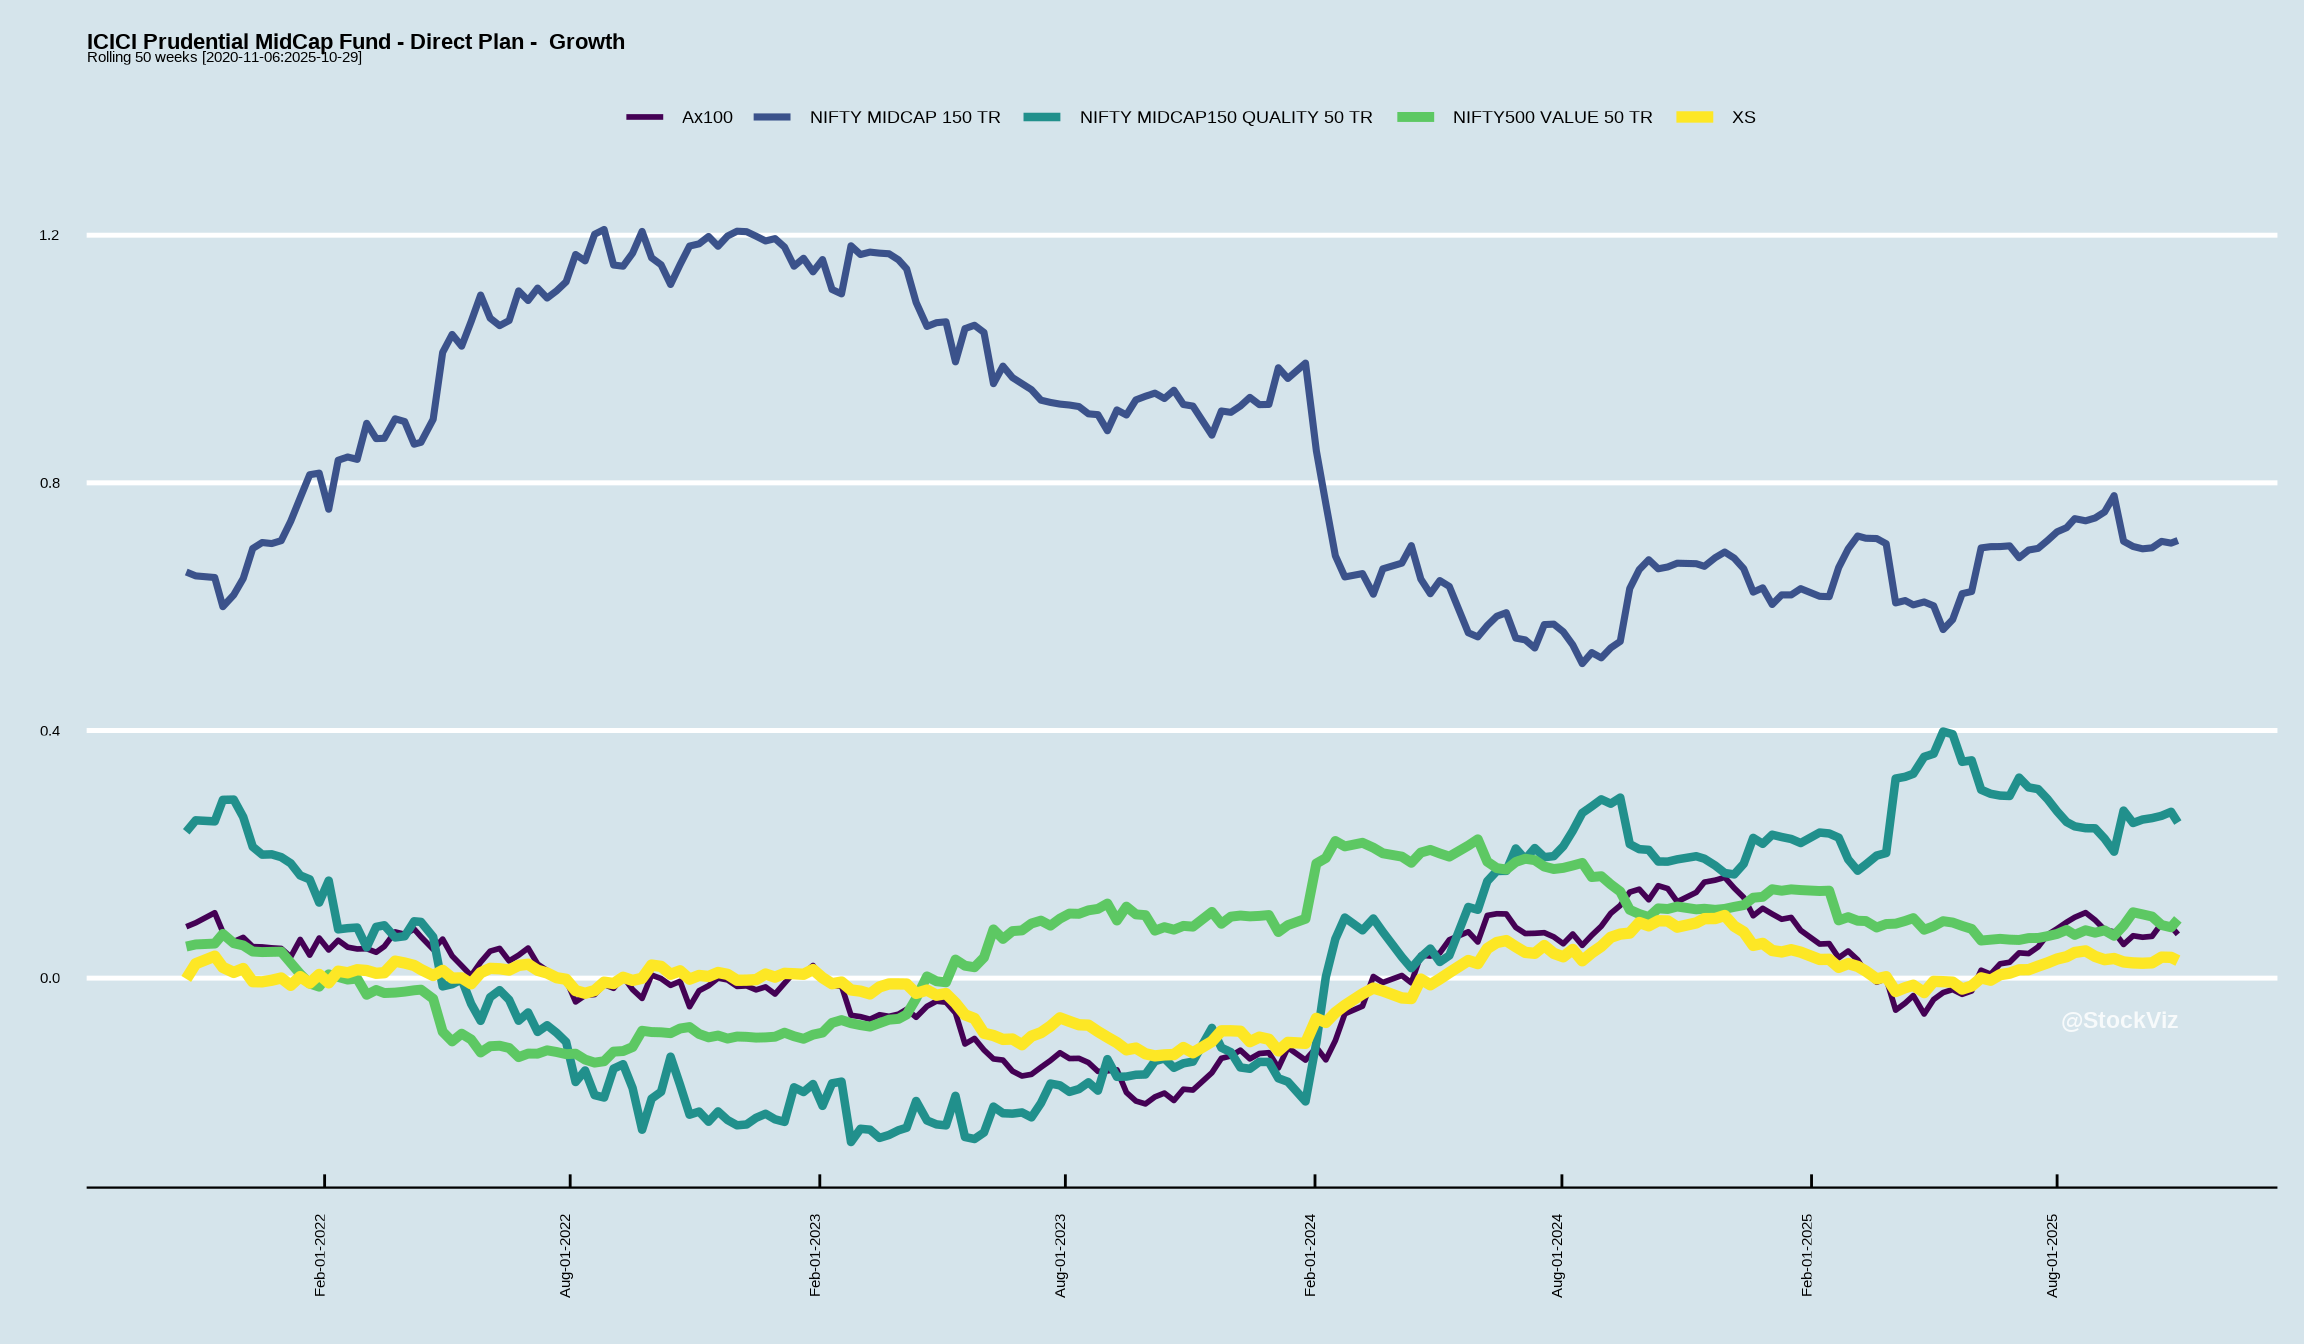 ICICI Prudential MidCap Fund - Direct Plan -  Growth
Rolling 50 weeks [2020-11-06:2025-10-29]
Ax100 NIFTY MIDCAP 150 TR NIFTY MIDCAP150 QUALITY 50 TR NIFTY500 VALUE 50 TR XS
1.2
0.8
0.4
0.0
@StockViz
Feb-01-2022 Aug-01-2022 Feb-01-2023 Aug-01-2023 Feb-01-2024 Aug-01-2024 Feb-01-2025 Aug-01-2025